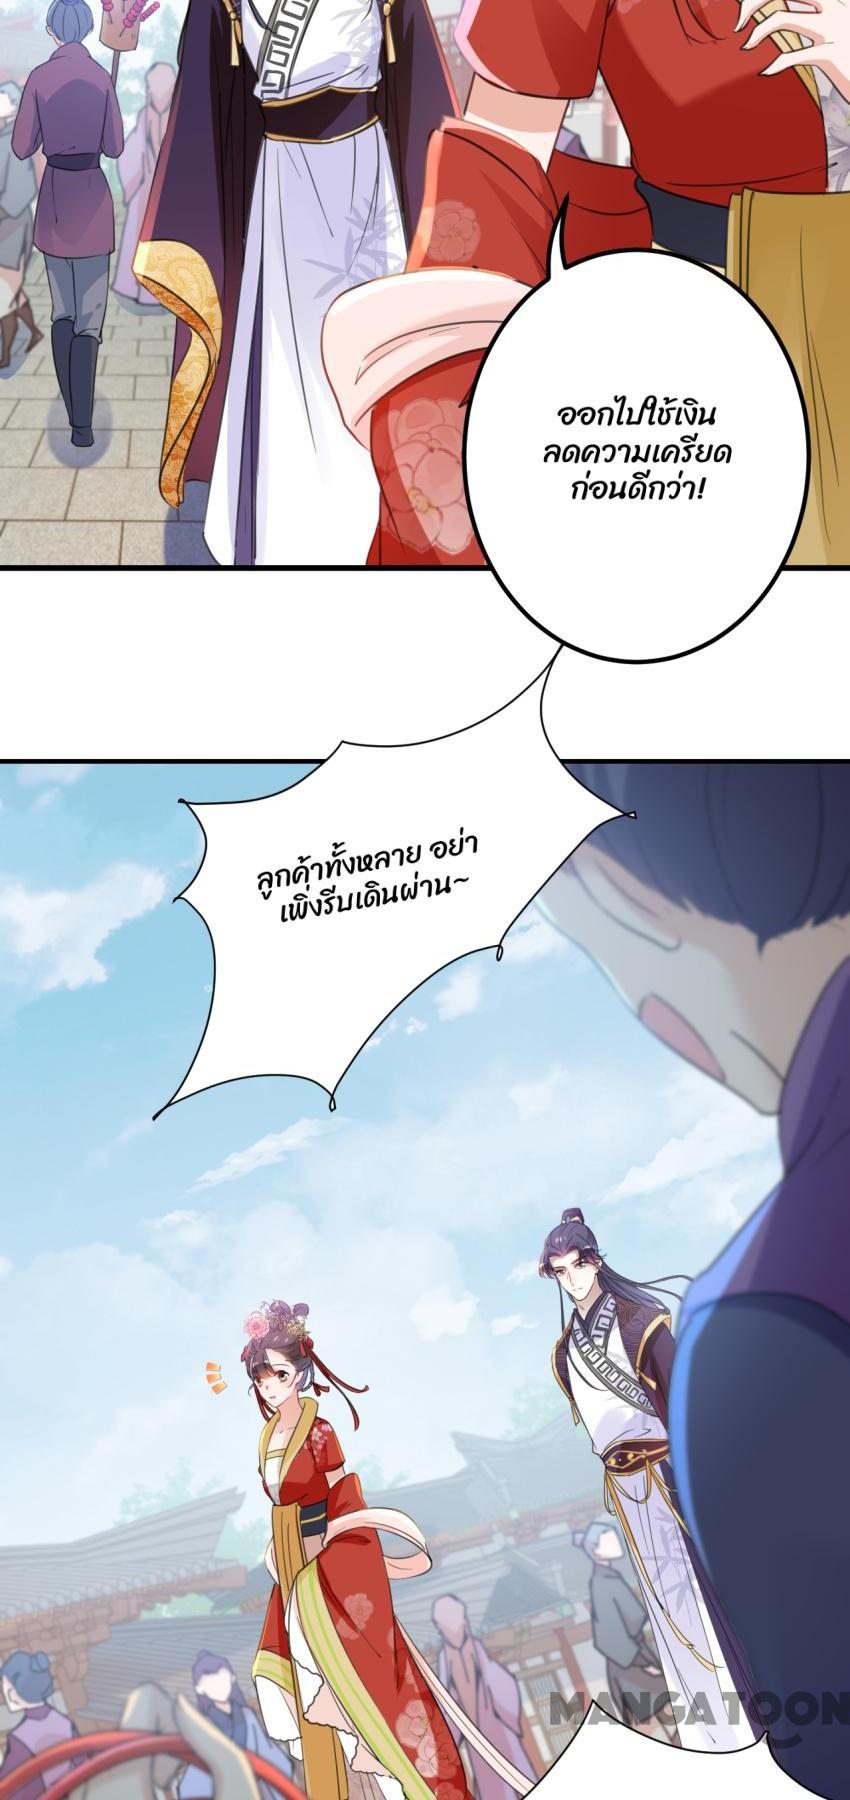 ออกไปใช้เงิน
ลดความเครียด
ก่อนดีกว่า!
ลูกค้าทั้งหลาย อย่า
เพิ่งรีบเดินผ่าน~
MANGATOON